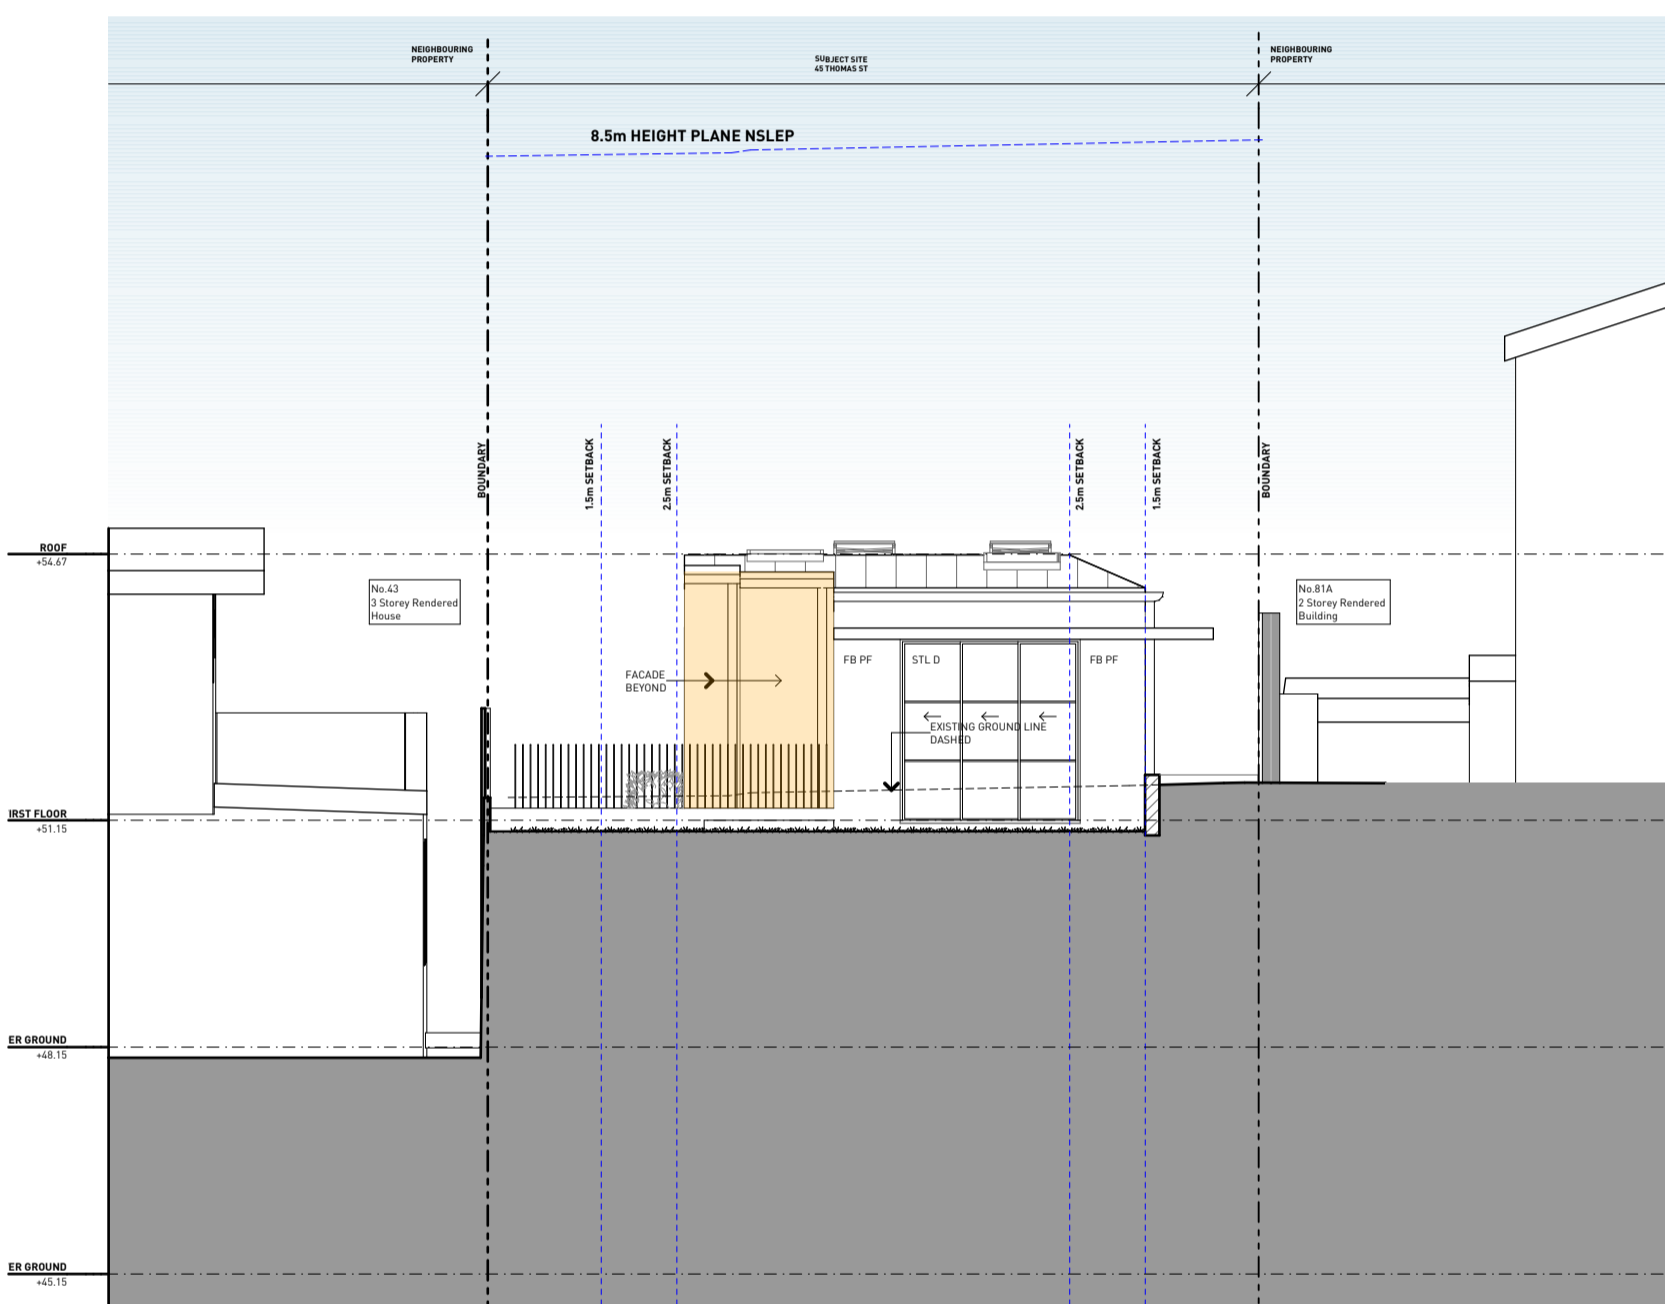 NEIGHBOURING
PROPERTY
SUBJECT SITE
45 THOMAS ST
NEIGHBOURING
PROPERTY
8.5m HEIGHT PLANE NSLEP
BOUNDARY
1.5m SETBACK
2.5m SETBACK
2.5m SETBACK
1.5m SETBACK
BOUNDARY
ROOF
+54.67
No.43
3 Storey Rendered
House
No.81A
2 Storey Rendered
Building
FACADE
BEYOND
FB PF
STL D
FB PF
EXISTING GROUND LINE
DASHED
IRST FLOOR
+51.15
ER GROUND
+48.15
ER GROUND
+45.15